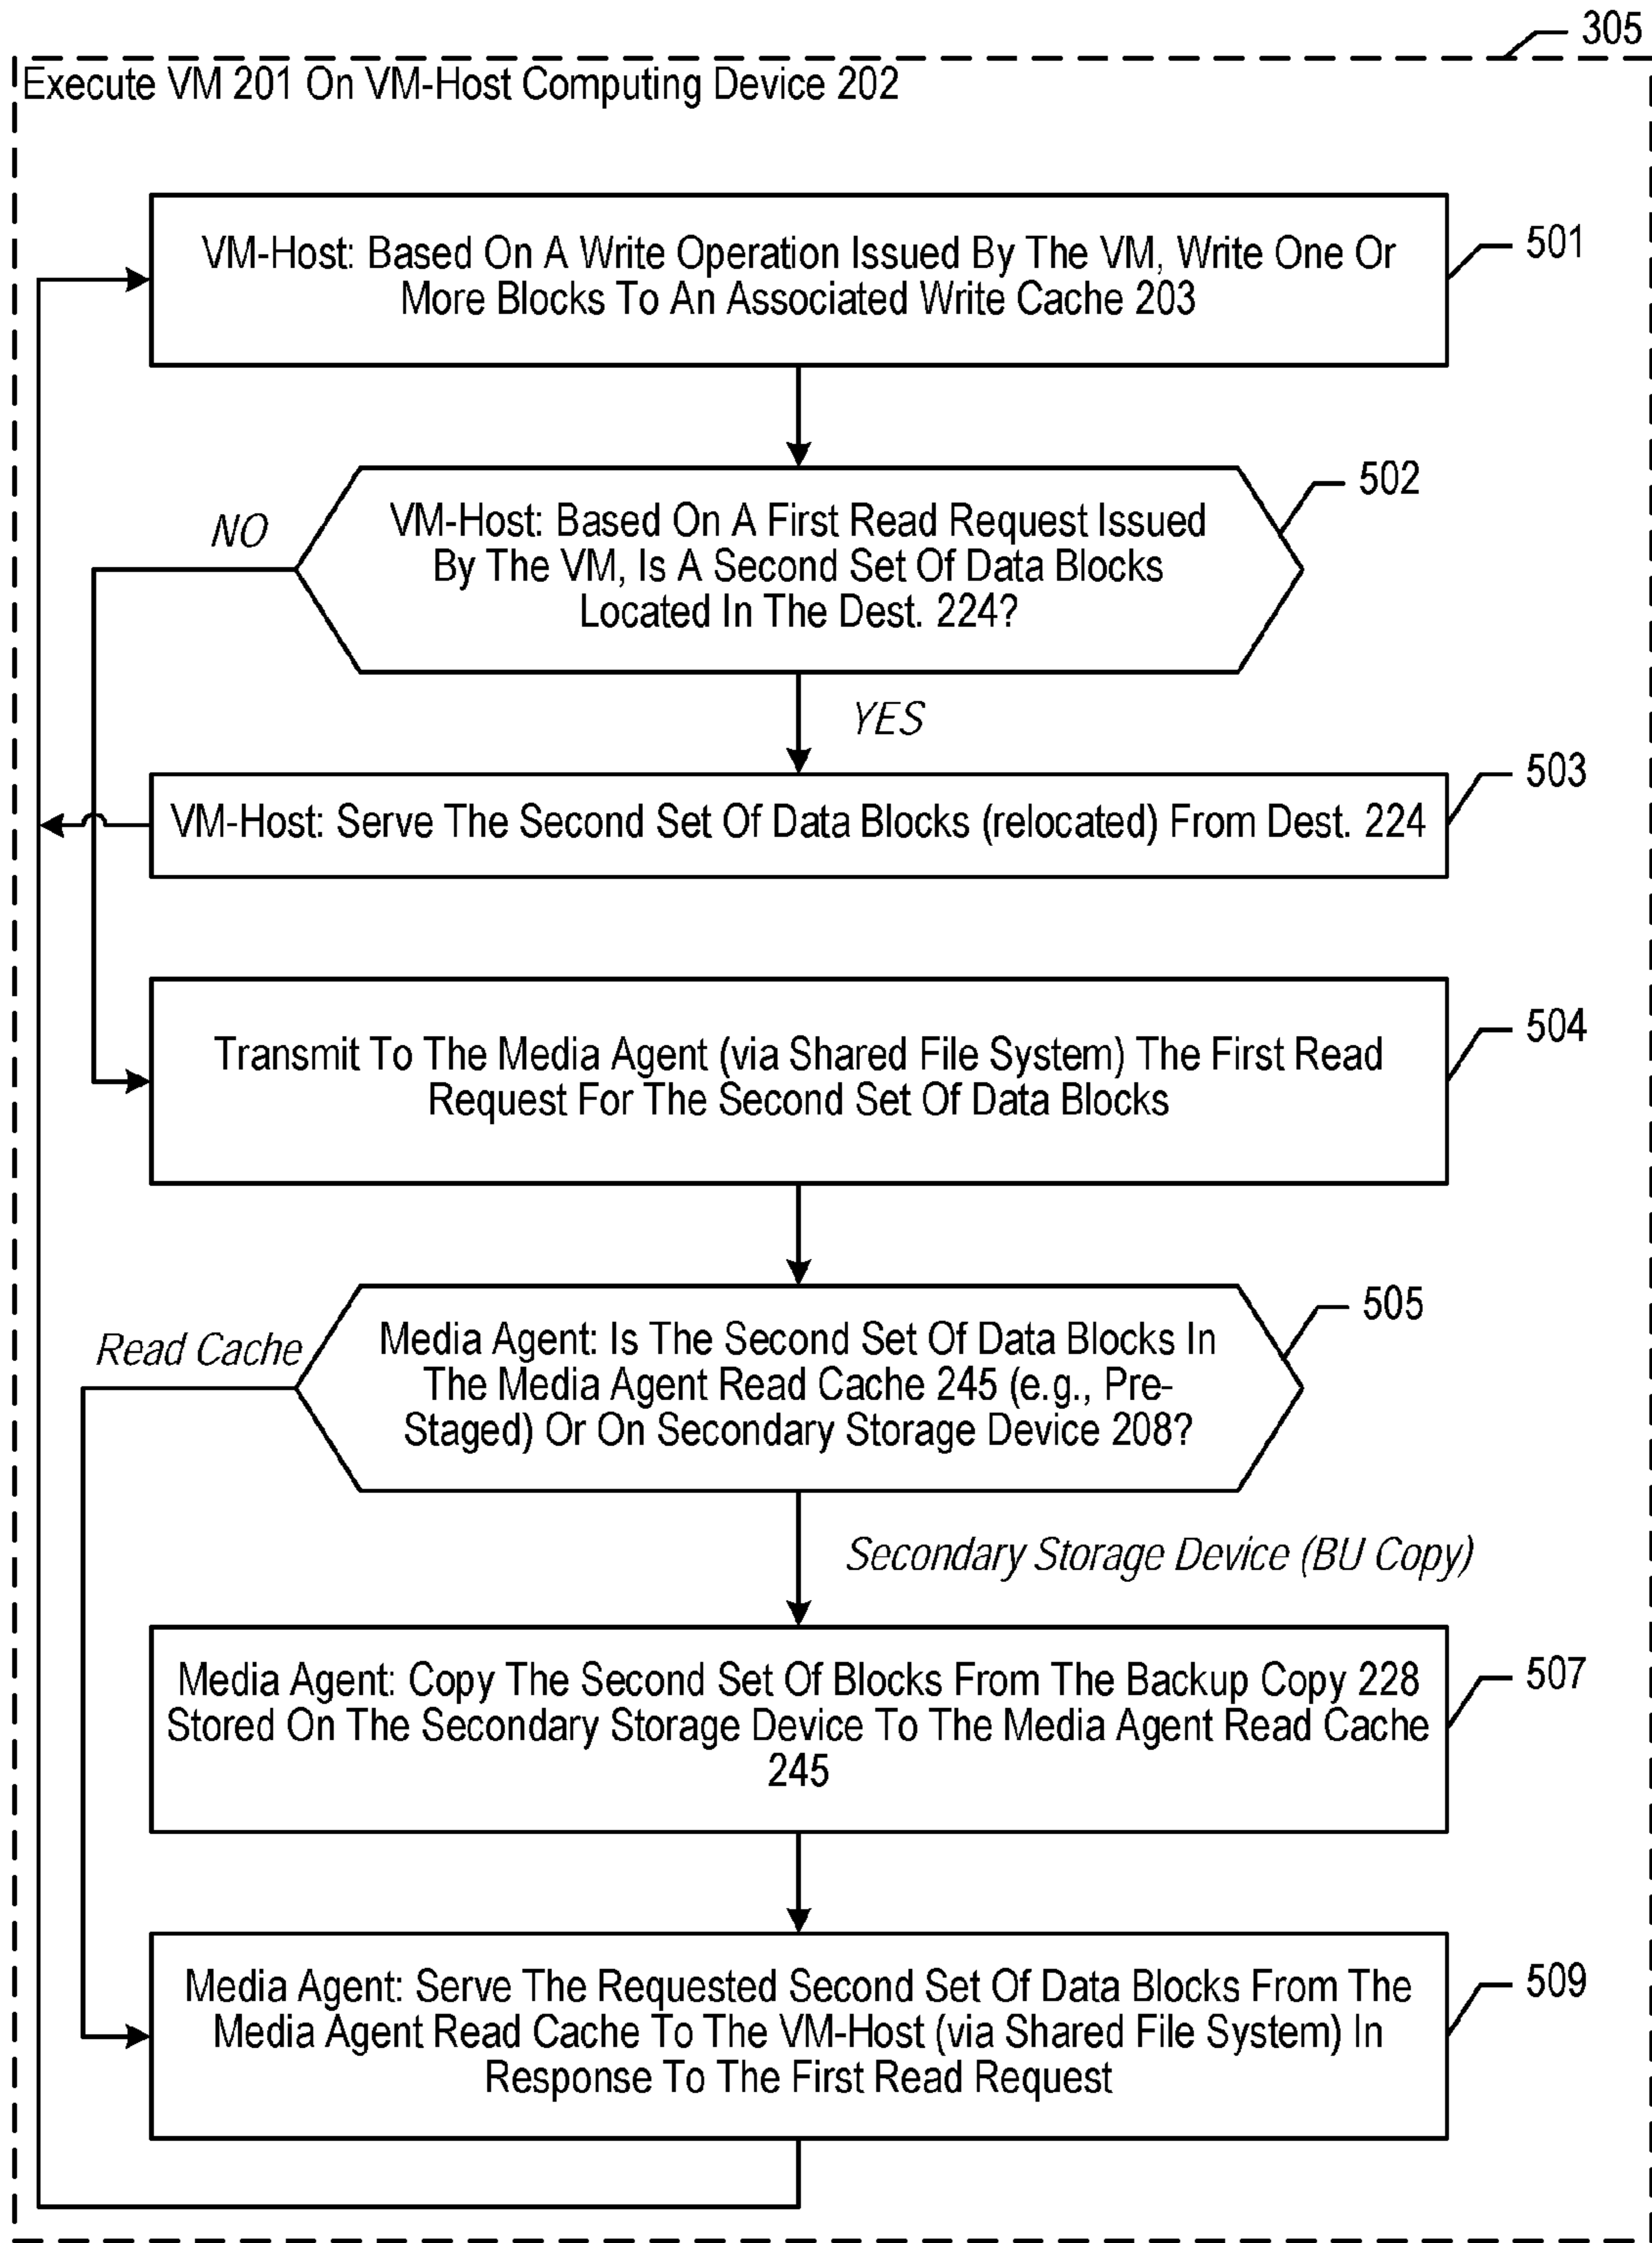 305
Execute VM 201 On VM-Host Computing Device 202
VM-Host: Based On A Write Operation Issued By The VM, Write One Or
More Blocks To An Associated Write Cache 203
501
VM-Host: Based On A First Read Request Issued
By The VM, Is A Second Set Of Data Blocks
Located In The Dest. 224?
502
NO
YES
VM-Host: Serve The Second Set Of Data Blocks (relocated) From Dest. 224
503
Transmit To The Media Agent (via Shared File System) The First Read
Request For The Second Set Of Data Blocks
504
Media Agent: Is The Second Set Of Data Blocks In
The Media Agent Read Cache 245 (e.g., Pre-
Staged) Or On Secondary Storage Device 208?
505
Read Cache
Secondary Storage Device (BU Copy)
Media Agent: Copy The Second Set Of Blocks From The Backup Copy 228
Stored On The Secondary Storage Device To The Media Agent Read Cache
245
507
Media Agent: Serve The Requested Second Set Of Data Blocks From The
Media Agent Read Cache To The VM-Host (via Shared File System) In
Response To The First Read Request
509